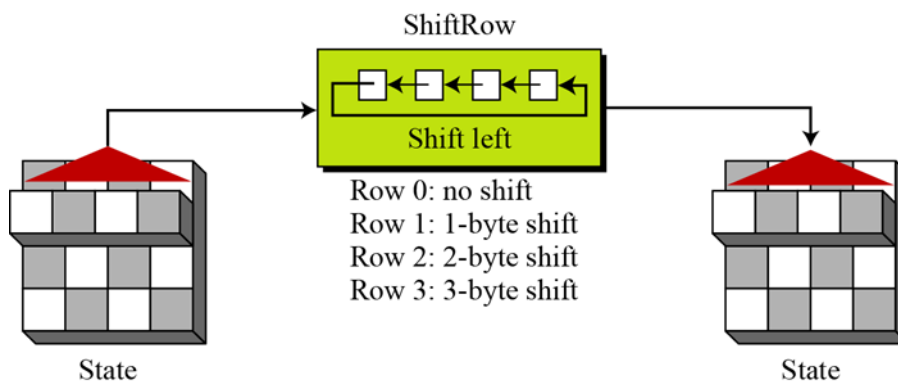 ShiftRow
Shift left
Row 0: no shift
Row 1: 1-byte shift
Row 2: 2-byte shift
Row 3: 3-byte shift
State
State